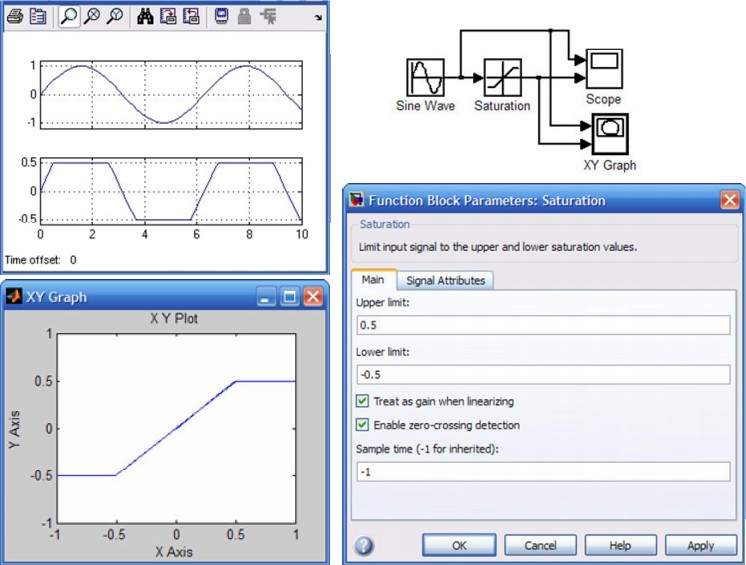 1
0
-1
0.5
0
-0.5
0 2 4 6 8 10
Time offset: 0
Sine Wave
Saturation
Scope
XY Graph
XY Graph
X Y Plot
1
0.5
0
-0.5
-1
-1 -0.5 0 0.5 1
Y Axis
X Axis
Function Block Parameters: Saturation
Saturation
Limit input signal to the upper and lower saturation values.
Main Signal Attributes
Upper limit:
0.5
Lower limit:
-0.5
Treat as gain when linearizing
Enable zero-crossing detection
Sample time (-1 for inherited):
-1
OK Cancel Help Apply